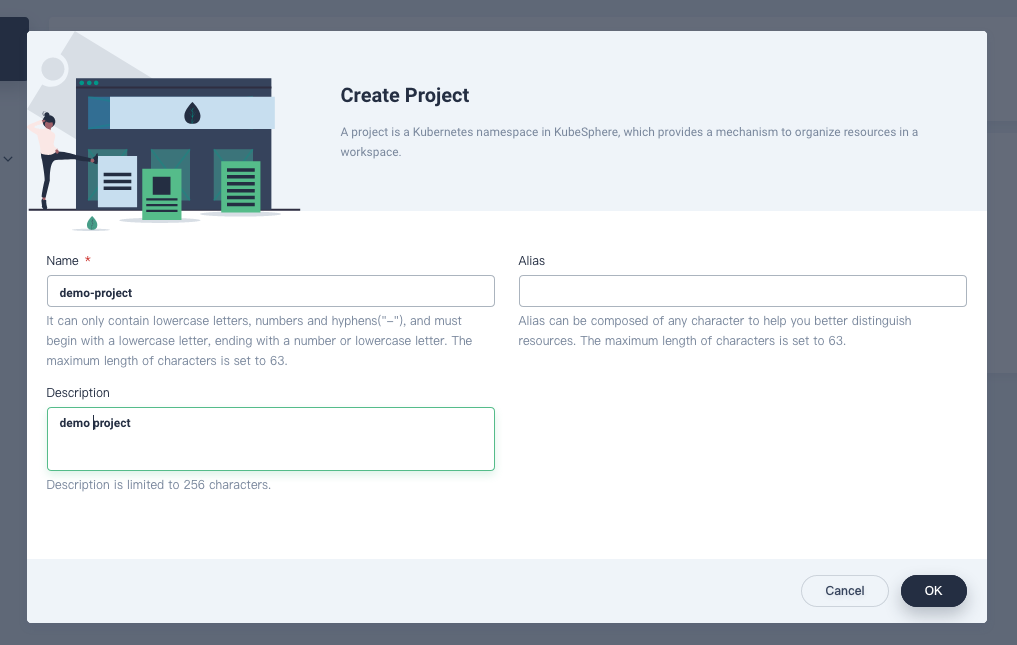 Create Project
A project is a Kubernetes namespace in KubeSphere, which provides a mechanism to organize resources in a
workspace.
Name *
demo-project
It can only contain lowercase letters, numbers and hyphens("-"), and must
begin with a lowercase letter, ending with a number or lowercase letter. The
maximum length of characters is set to 63.
Alias
Alias can be composed of any character to help you better distinguish
resources. The maximum length of characters is set to 63.
Description
demo project
Description is limited to 256 characters.
Cancel
OK